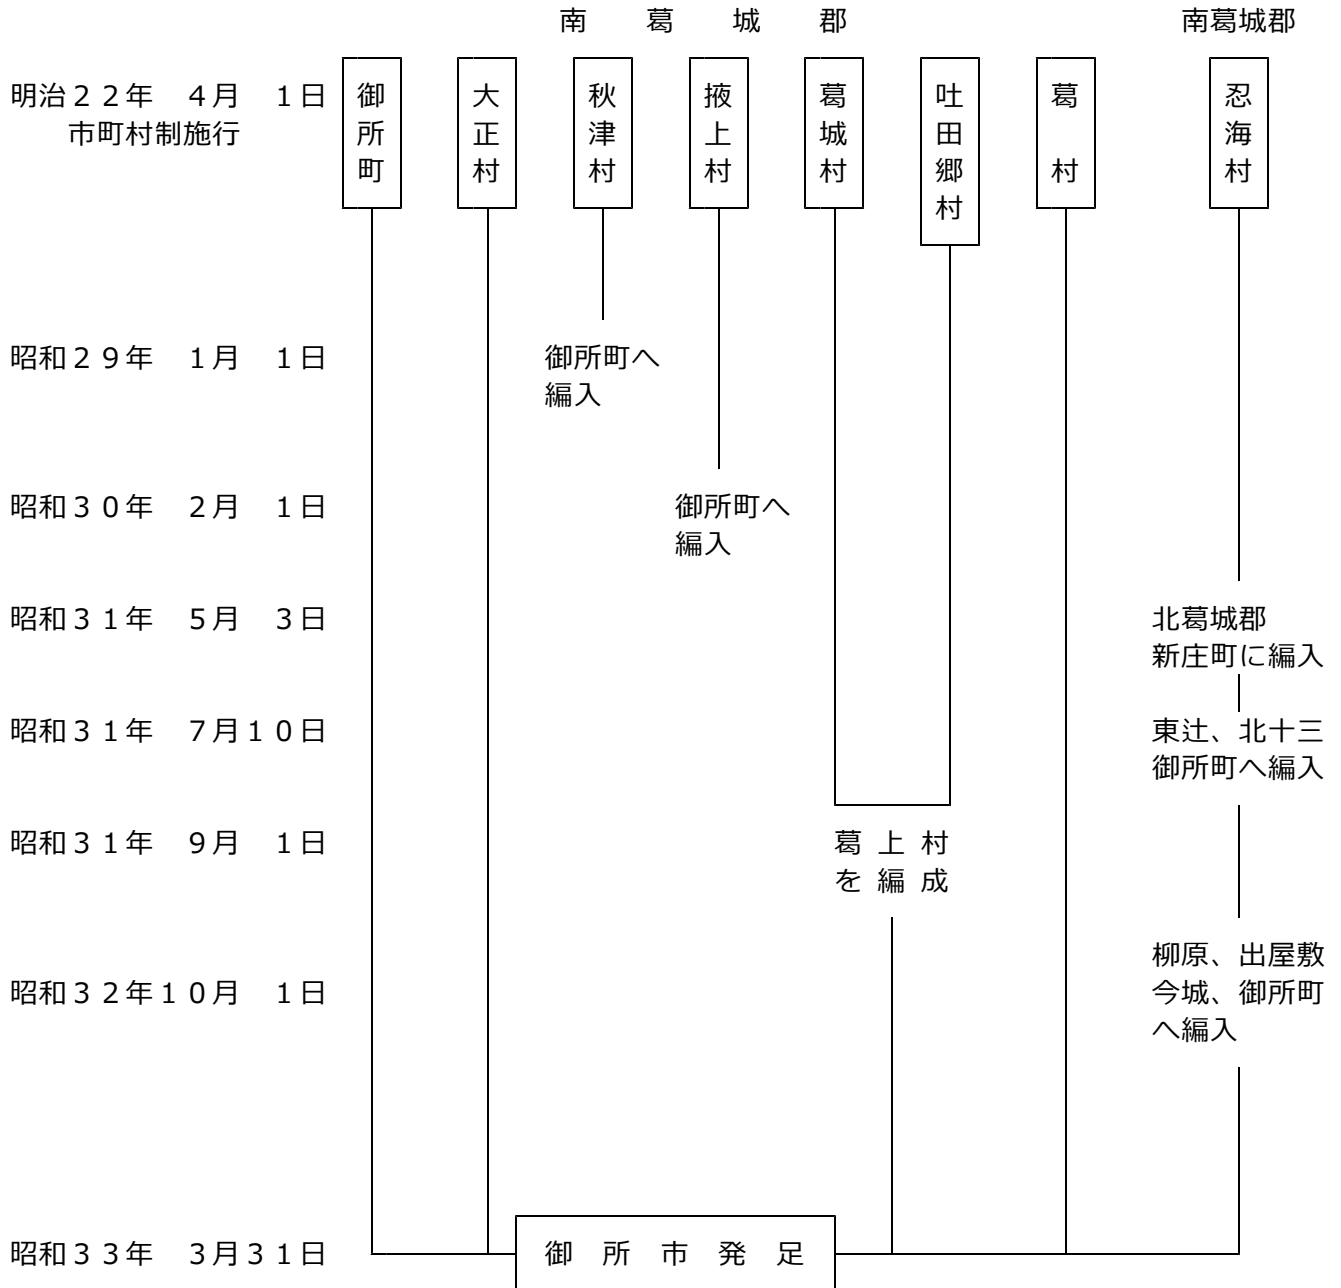 南　葛　城　郡
南葛城郡
明治２２年　４月　１日
市町村制施行
御所町
大正村
秋津村
掖上村
葛城村
吐田郷村
葛　村
忍海村
昭和２９年　１月　１日
御所町へ
編入
昭和３０年　２月　１日
御所町へ
編入
昭和３１年　５月　３日
北葛城郡
新庄町に編入
昭和３１年　７月１０日
東辻、北十三
御所町へ編入
昭和３１年　９月　１日
葛 上 村
を 編 成
昭和３２年１０月　１日
柳原、出屋敷
今城、御所町
へ編入
昭和３３年　３月３１日
御　所　市　発　足